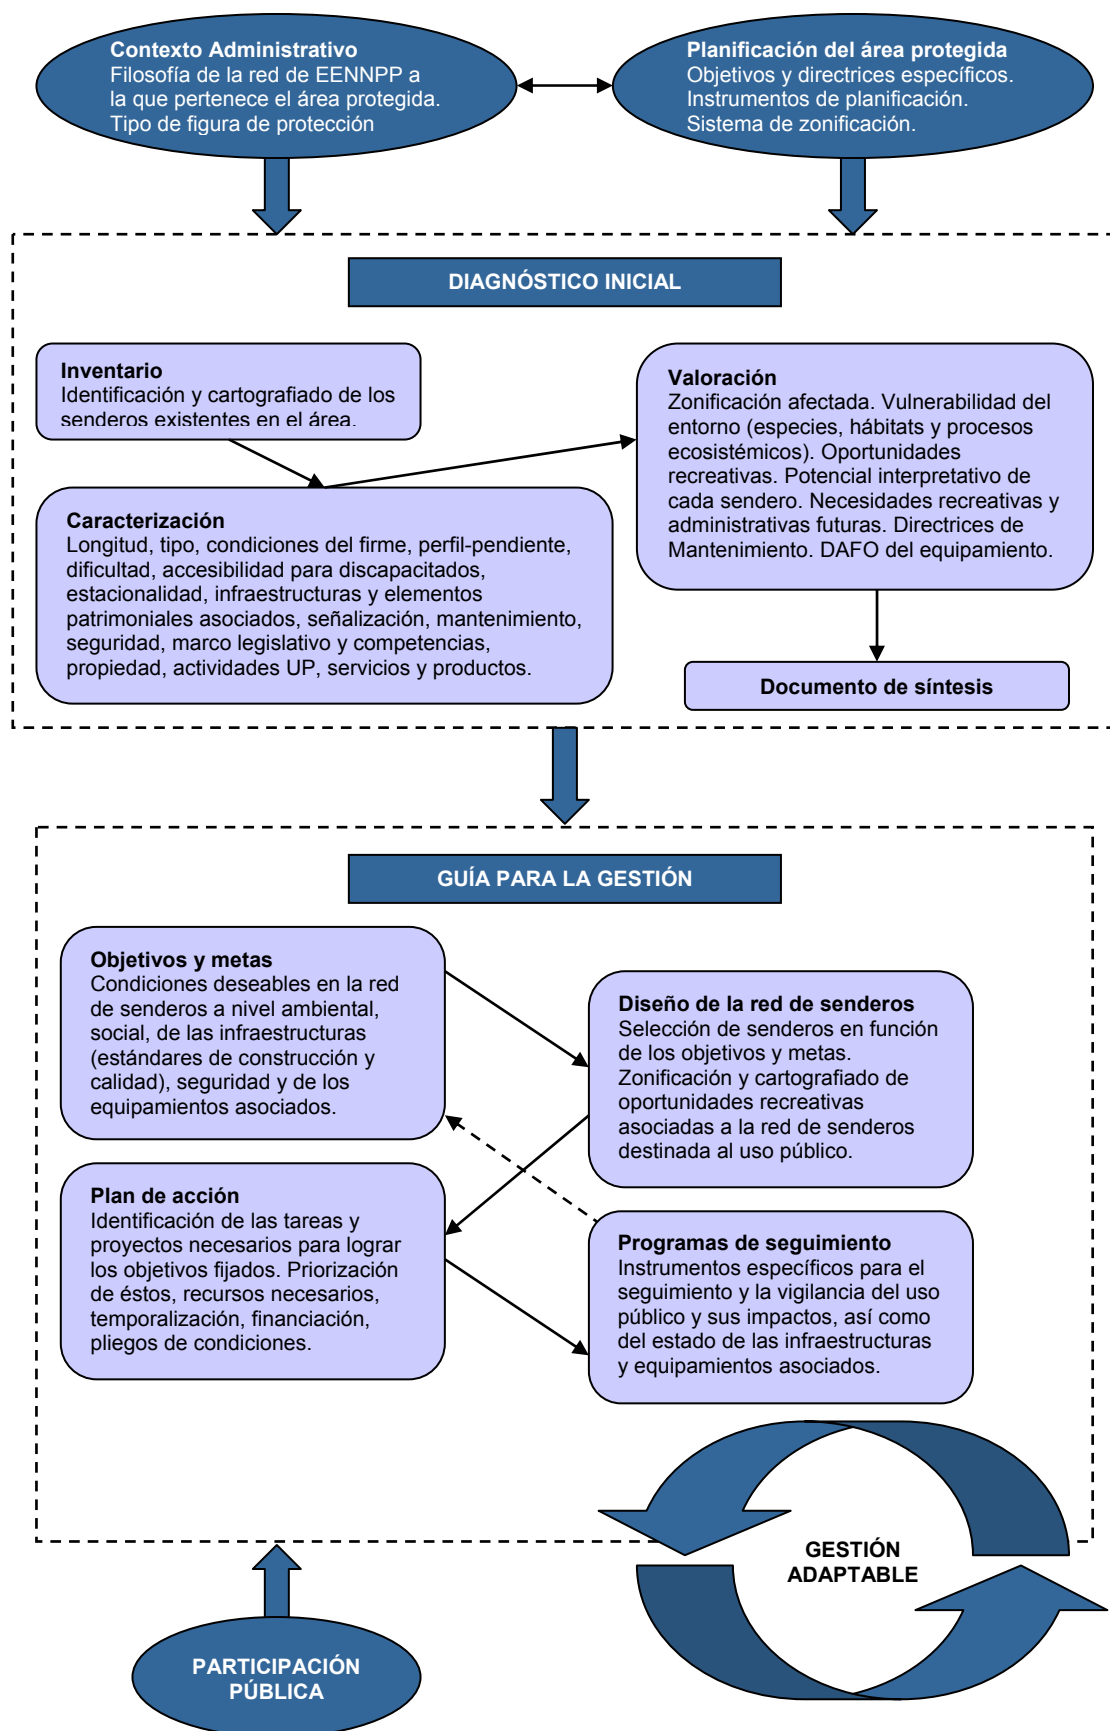 Contexto Administrativo
Filosofía de la red de EENNPP a
la que pertenece el área protegida.
Tipo de figura de protección
Planificación del área protegida
Objetivos y directrices específicos.
Instrumentos de planificación.
Sistema de zonificación.
DIAGNÓSTICO INICIAL
Inventario
Identificación y cartografiado de los
senderos existentes en el área.
Valoración
Zonificación afectada. Vulnerabilidad del
entorno (especies, hábitats y procesos
ecosistémicos). Oportunidades
recreativas. Potencial interpretativo de
cada sendero. Necesidades recreativas y
administrativas futuras. Directrices de
Mantenimiento. DAFO del equipamiento.
Caracterización
Longitud, tipo, condiciones del firme, perfil-pendiente,
dificultad, accesibilidad para discapacitados,
estacionalidad, infraestructuras y elementos
patrimoniales asociados, señalización, mantenimiento,
seguridad, marco legislativo y competencias,
propiedad, actividades UP, servicios y productos.
Documento de síntesis
GUÍA PARA LA GESTIÓN
Objetivos y metas
Condiciones deseables en la red
de senderos a nivel ambiental,
social, de las infraestructuras
(estándares de construcción y
calidad), seguridad y de los
equipamientos asociados.
Diseño de la red de senderos
Selección de senderos en función
de los objetivos y metas.
Zonificación y cartografiado de
oportunidades recreativas
asociadas a la red de senderos
destinada al uso público.
Plan de acción
Identificación de las tareas y
proyectos necesarios para lograr
los objetivos fijados. Priorización
de éstos, recursos necesarios,
temporalización, financiación,
pliegos de condiciones.
Programas de seguimiento
Instrumentos específicos para el
seguimiento y la vigilancia del uso
público y sus impactos, así como
del estado de las infraestructuras
y equipamientos asociados.
GESTIÓN
ADAPTABLE
PARTICIPACIÓN
PÚBLICA